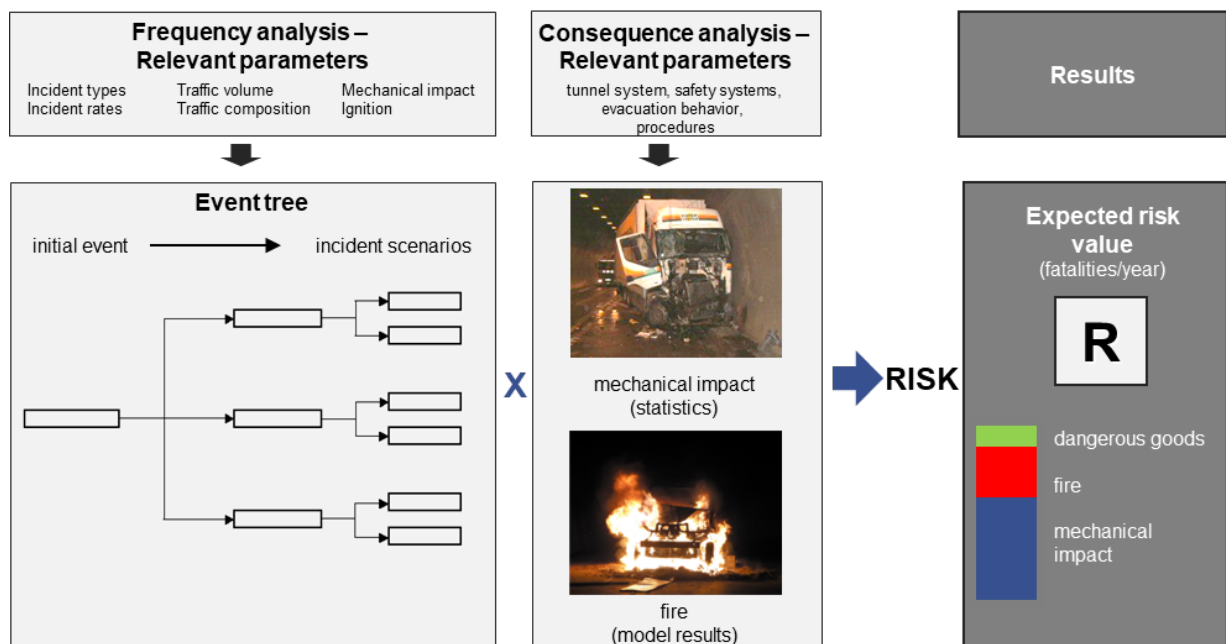 Frequency analysis –
Relevant parameters
Incident types
Incident rates
Traffic volume
Traffic composition
Mechanical impact
Ignition
Consequence analysis –
Relevant parameters
tunnel system, safety systems,
evacuation behavior,
procedures
Results
Event tree
initial event
incident scenarios
X
mechanical impact
(statistics)
fire
(model results)
RISK
Expected risk
value
(fatalities/year)
R
dangerous goods
fire
mechanical
impact